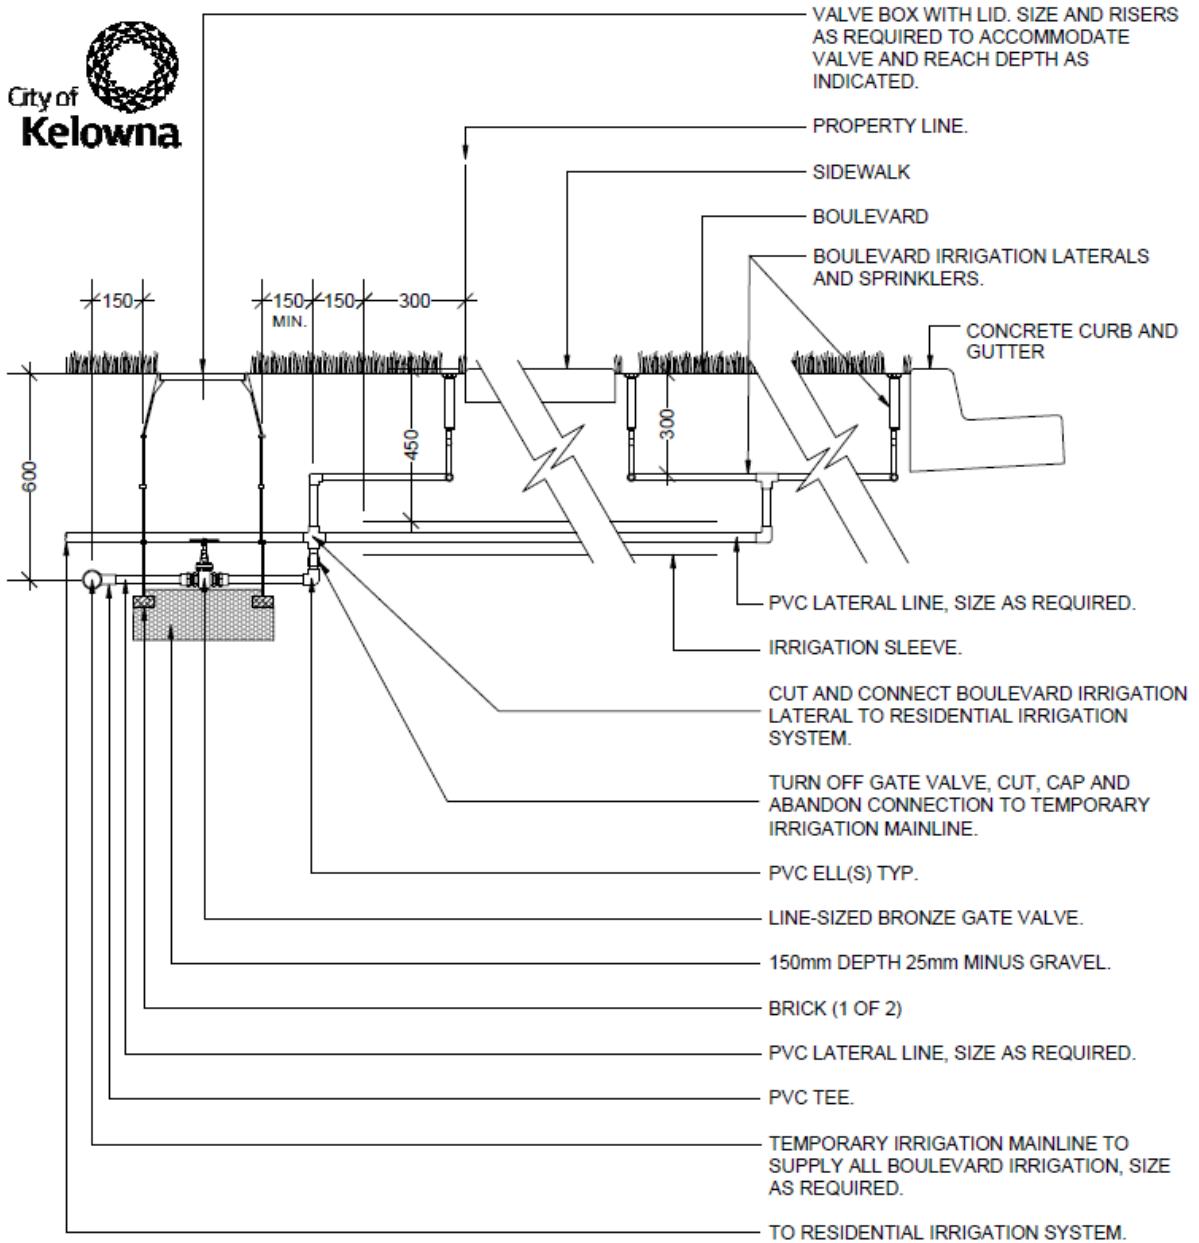 VALVE BOX WITH LID. SIZE AND RISERS
AS REQUIRED TO ACCOMMODATE
VALVE AND REACH DEPTH AS
INDICATED.
City of
Kelowna
PROPERTY LINE.
SIDEWALK
BOULEVARD
BOULEVARD IRRIGATION LATERALS
AND SPRINKLERS.
150
150
MIN.
150
300
CONCRETE CURB AND
GUTTER
600
450
300
PVC LATERAL LINE, SIZE AS REQUIRED.
IRRIGATION SLEEVE.
CUT AND CONNECT BOULEVARD IRRIGATION
LATERAL TO RESIDENTIAL IRRIGATION
SYSTEM.
TURN OFF GATE VALVE, CUT, CAP AND
ABANDON CONNECTION TO TEMPORARY
IRRIGATION MAINLINE.
PVC ELL(S) TYP.
LINE-SIZED BRONZE GATE VALVE.
150mm DEPTH 25mm MINUS GRAVEL.
BRICK (1 OF 2)
PVC LATERAL LINE, SIZE AS REQUIRED.
PVC TEE.
TEMPORARY IRRIGATION MAINLINE TO
SUPPLY ALL BOULEVARD IRRIGATION, SIZE
AS REQUIRED.
TO RESIDENTIAL IRRIGATION SYSTEM.